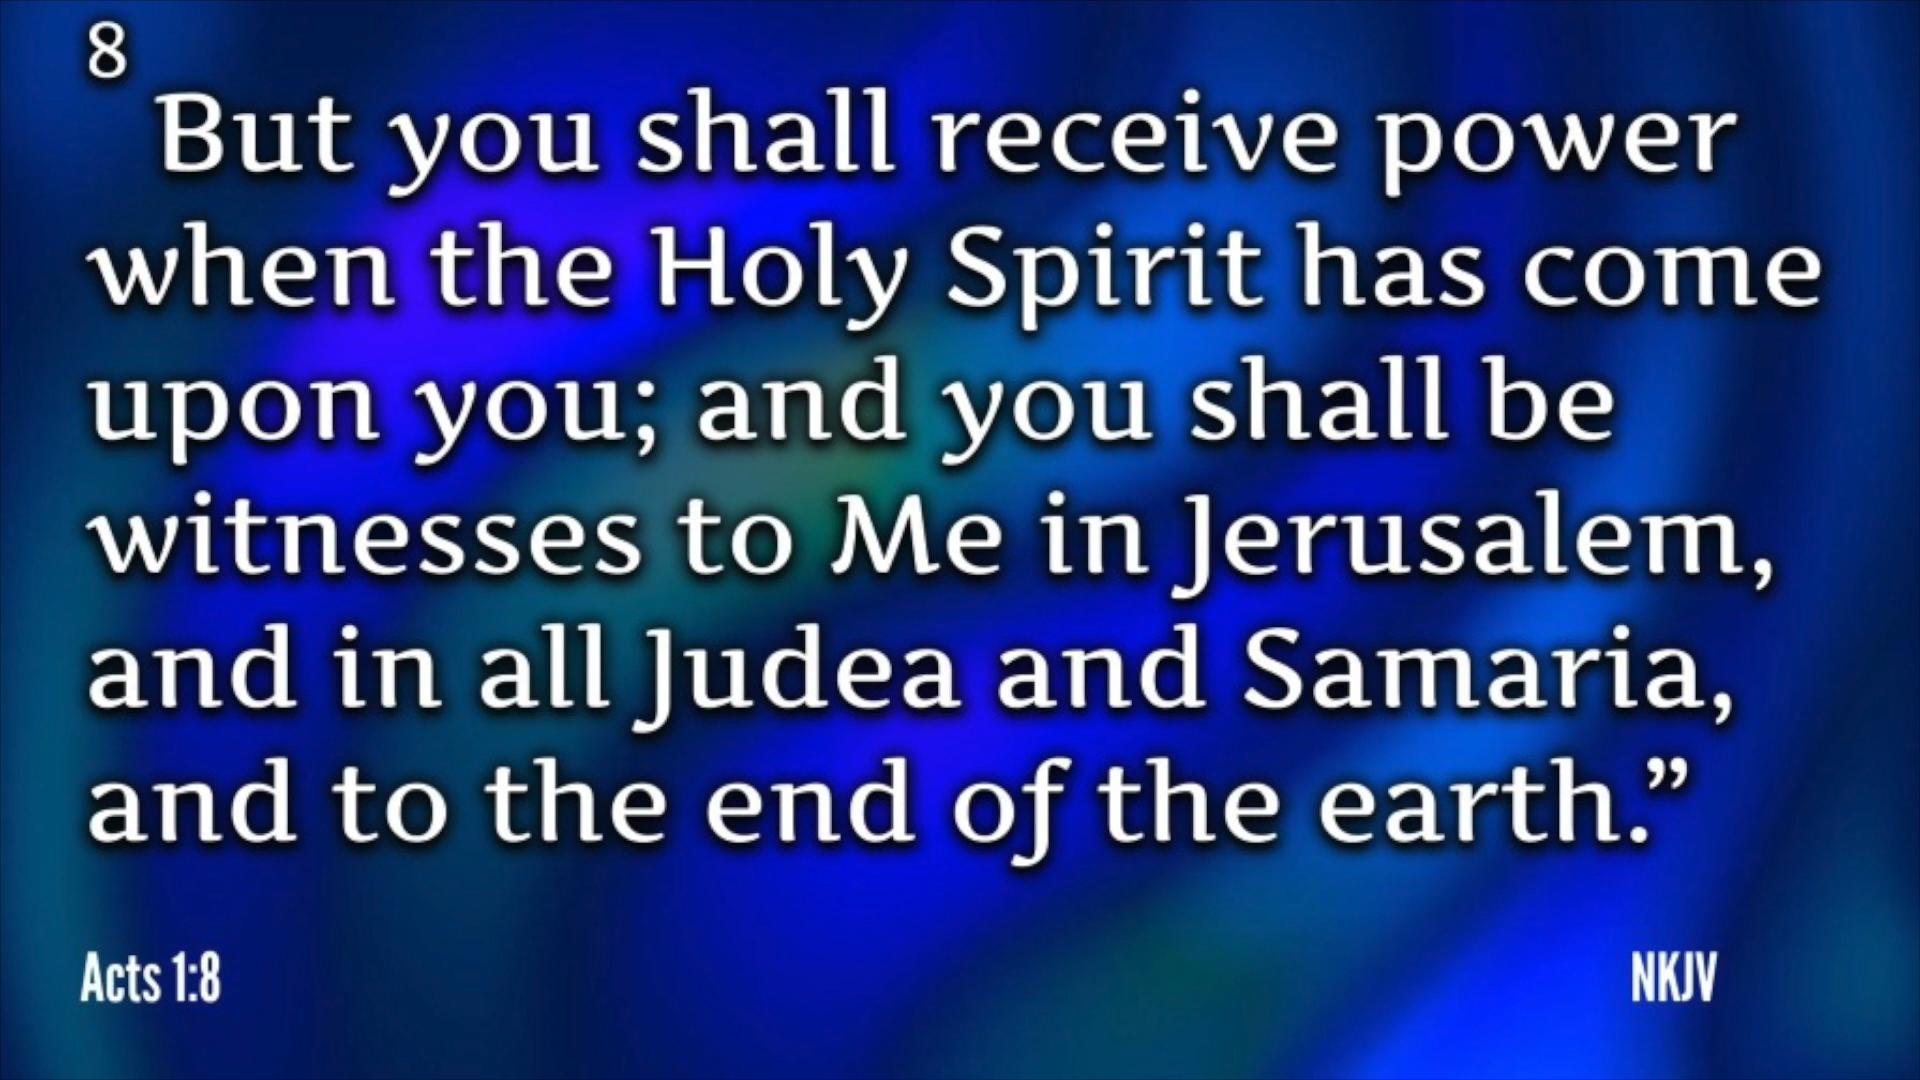 8
But you shall receive power
when the Holy Spirit has come
upon you; and you shall be
witnesses to Me in Jerusalem,
and in all Judea and Samaria,
and to the end of the earth.”
Acts 1:8
NKJV